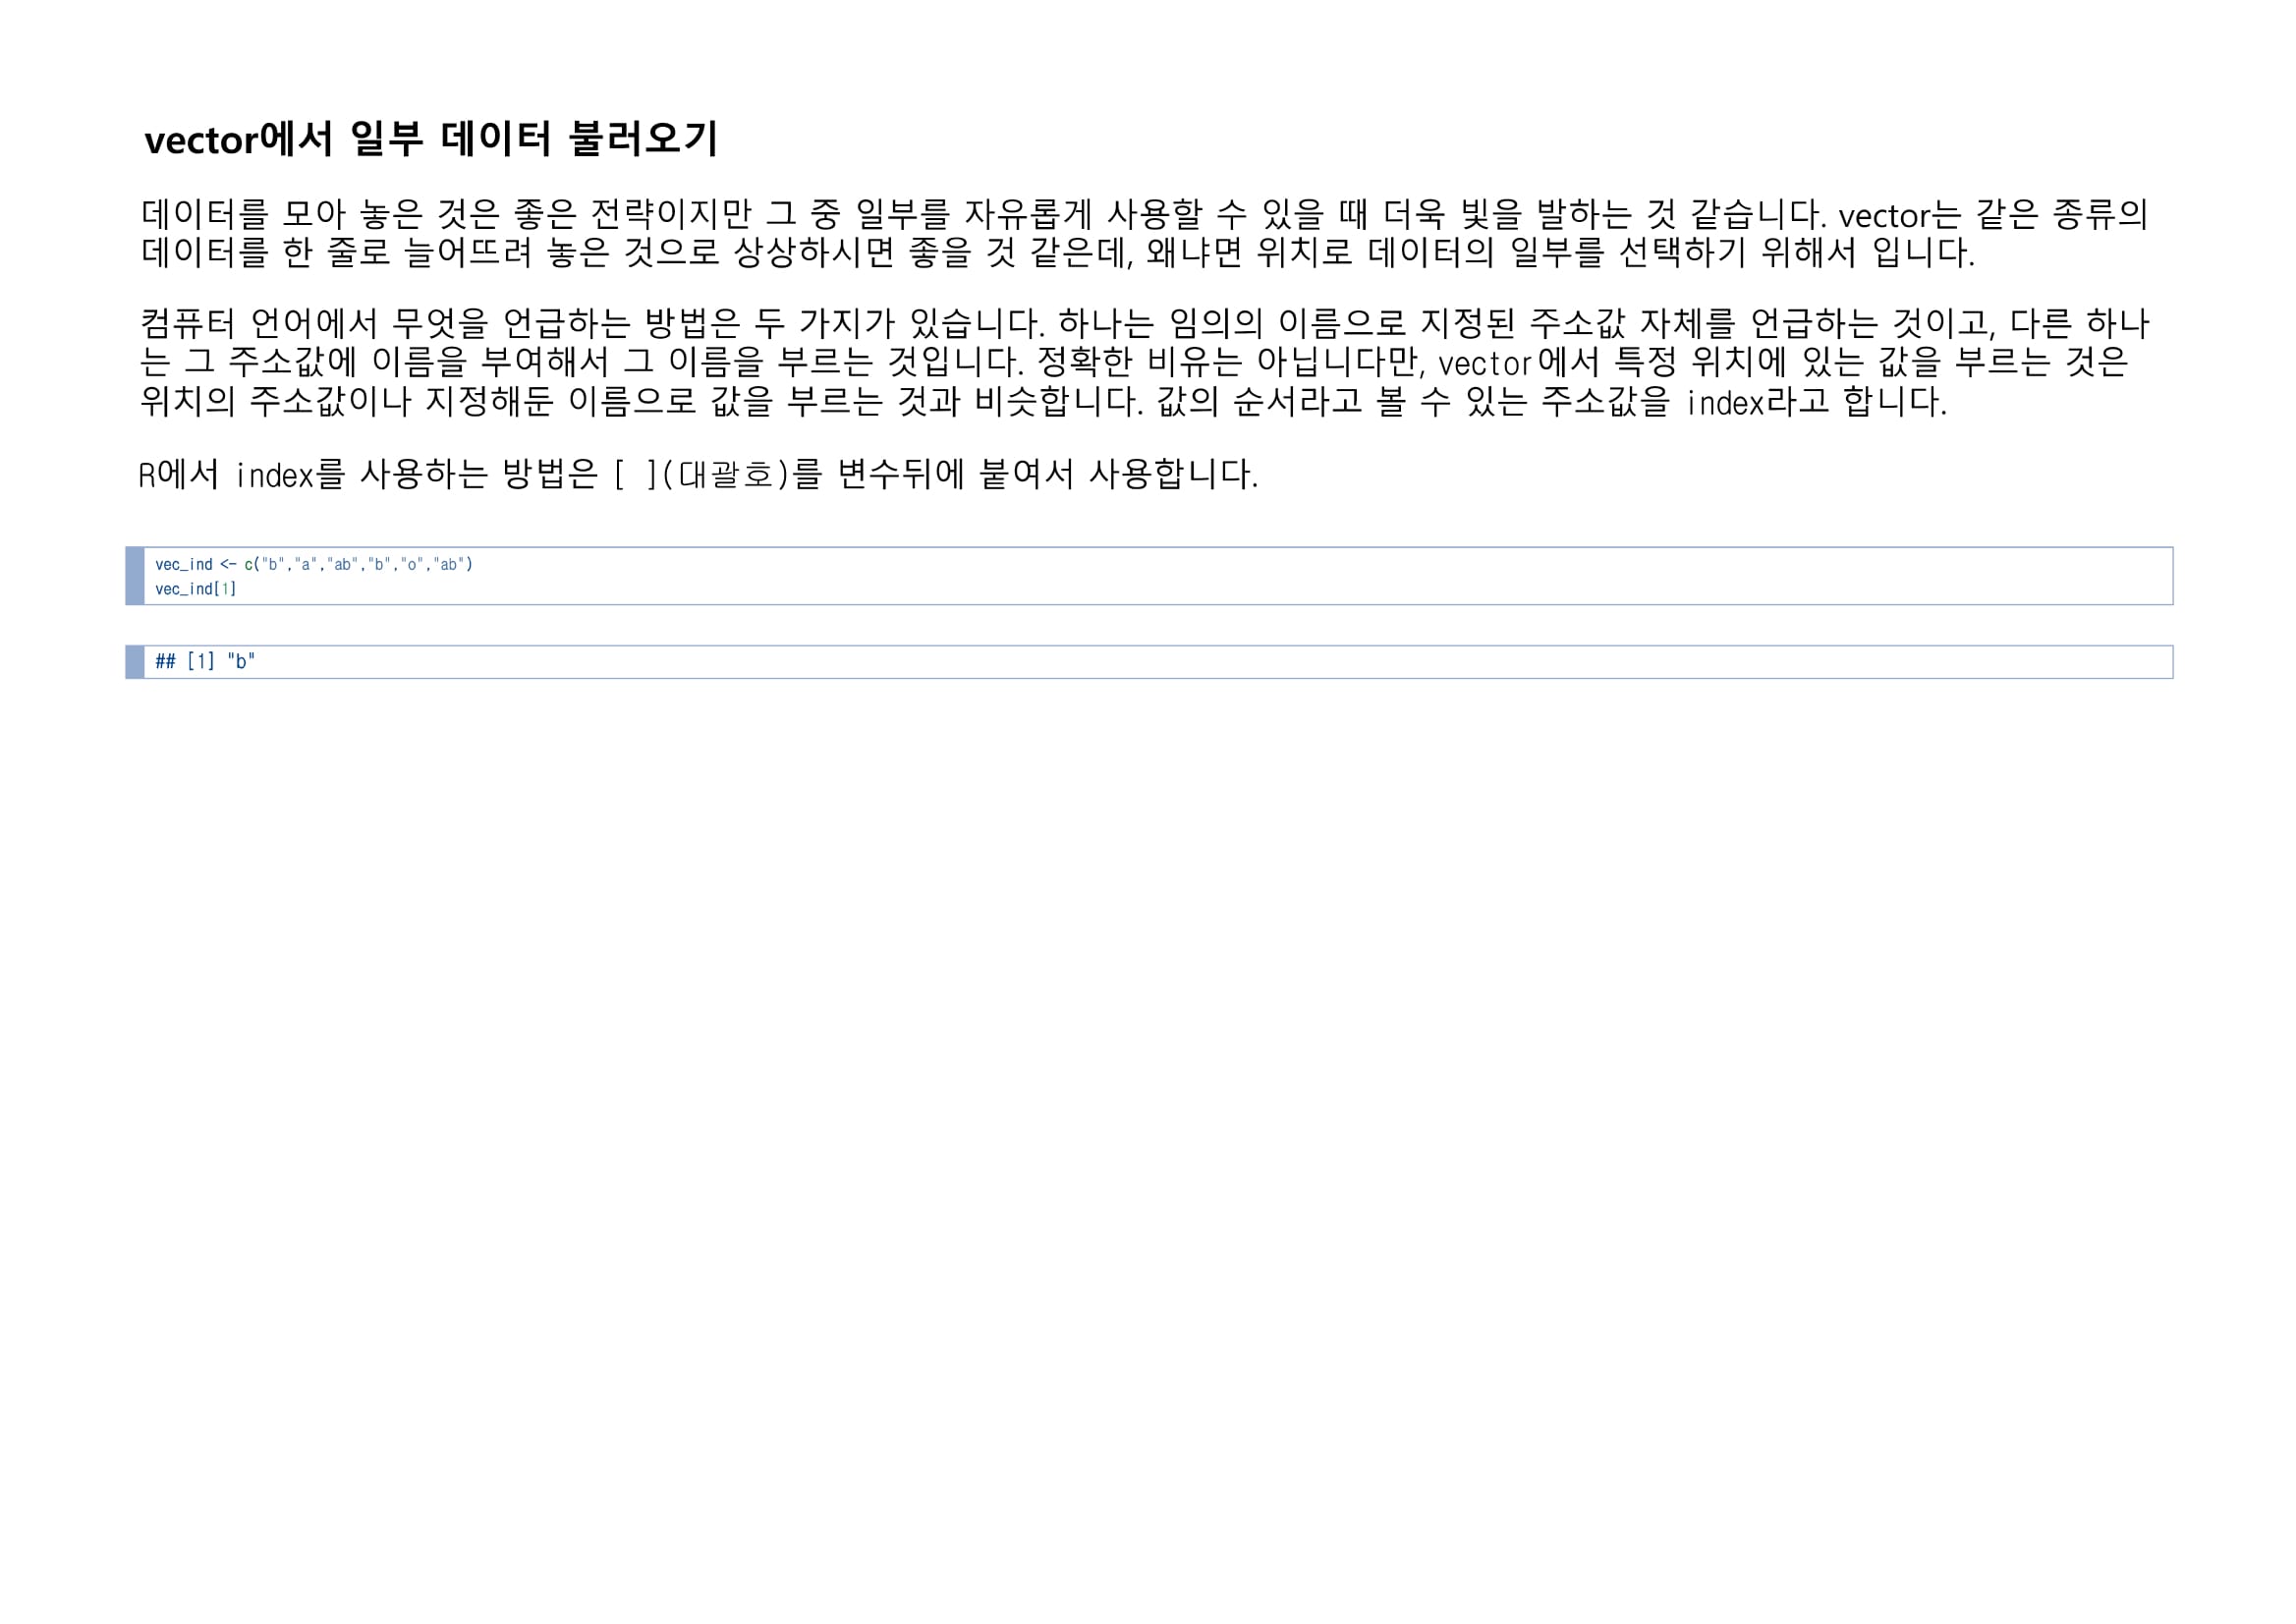 vector에서 일부 데이터 불러오기
데이터를 모아 놓은 것은 좋은 전략이지만 그 중 일부를 자유롭게 사용할 수 있을 때 더욱 빛을 발하는 것 같습니다. vector는 같은 종류의
데이터를 한 줄로 늘어뜨려 놓은 것으로 상상하시면 좋을 것 같은데, 왜냐면 위치로 데이터의 일부를 선택하기 위해서 입니다.
컴퓨터 언어에서 무엇을 언급하는 방법은 두 가지가 있습니다. 하나는 임의의 이름으로 지정된 주소값 자체를 언급하는 것이고, 다른 하나
는 그 주소값에 이름을 부여해서 그 이름을 부르는 것입니다. 정확한 비유는 아닙니다만, vector에서 특정 위치에 있는 값을 부르는 것은
위치의 주소값이나 지정해둔 이름으로 값을 부르는 것과 비슷합니다. 값의 순서라고 볼 수 있는 주소값을 index라고 합니다.
R에서 index를 사용하는 방법은 [ ](대괄호)를 변수뒤에 붙여서 사용합니다.
vec_ind <- c("b","a","ab","b","o","ab")
vec_ind[1]
## [1] "b"